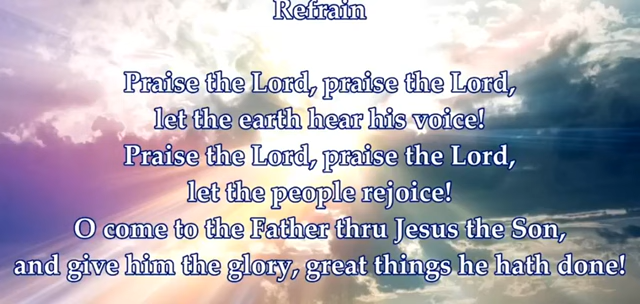 Refrain
Praise the Lord, praise the Lord,
let the earth hear his voice!
Praise the Lord, praise the Lord,
let the people rejoice!
O come to the Father thru Jesus the Son,
and give him the glory, great things he hath done!